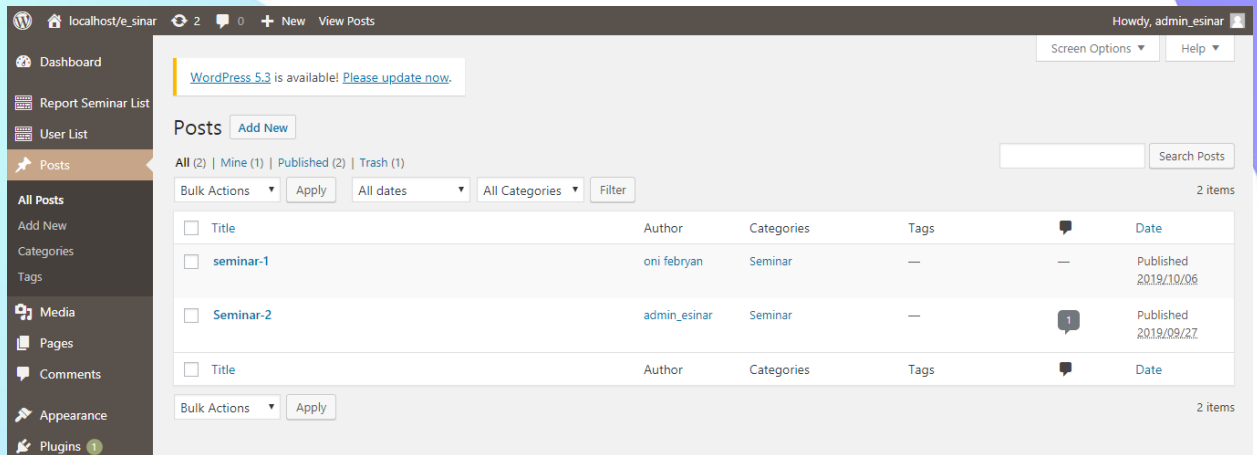 localhost/e_sinar 2 0 + New View Posts Howdy, admin_esinar
Screen Options ▼ Help ▼
Dashboard
Report Seminar List
User List
Posts
All Posts
Add New
Categories
Tags
Media
Pages
Comments
Appearance
Plugins 1
WordPress 5.3 is available! Please update now.
Posts Add New
All (2) | Mine (1) | Published (2) | Trash (1)
Search Posts
Bulk Actions ▼ Apply All dates ▼ All Categories ▼ Filter 2 items
Title Author Categories Tags Date
seminar-1 oni febryan Seminar — — Published
2019/10/06
Seminar-2 admin_esinar Seminar — 1 Published
2019/09/27
Title Author Categories Tags Date
Bulk Actions ▼ Apply 2 items